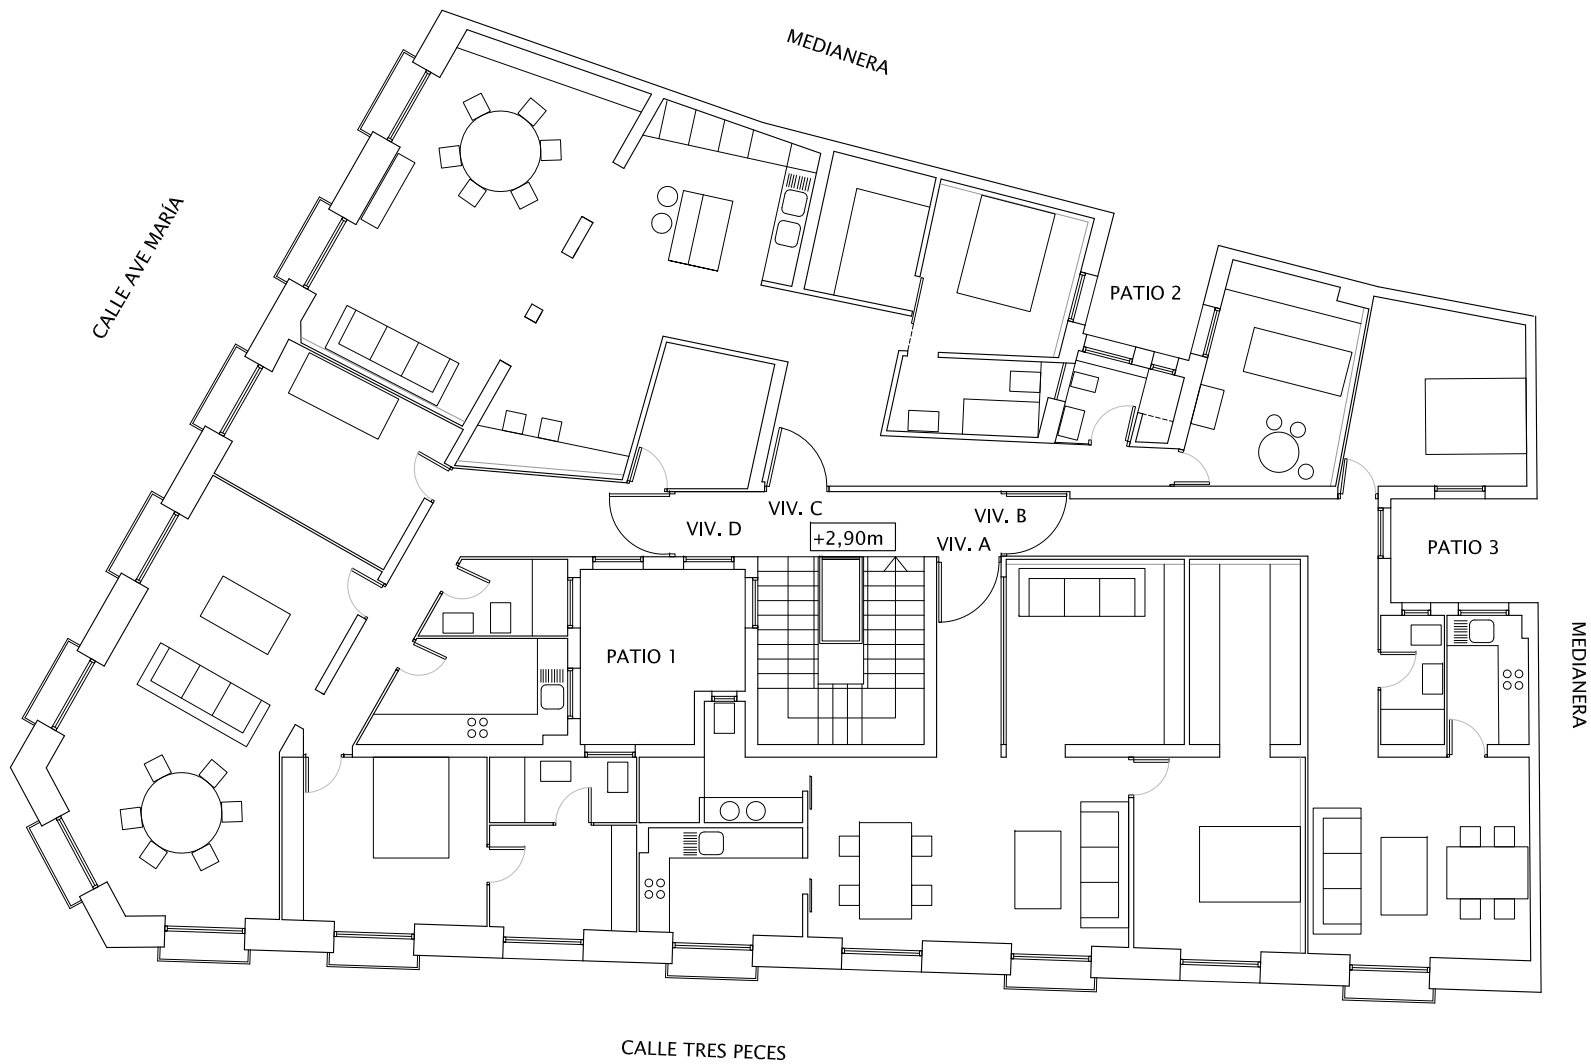 MEDIANERA
CALLE AVE MARÍA
PATIO 2
VIV. C
VIV. B
VIV. D
+2,90m
VIV. A
PATIO 3
PATIO 1
MEDIANERA
CALLE TRES PECES